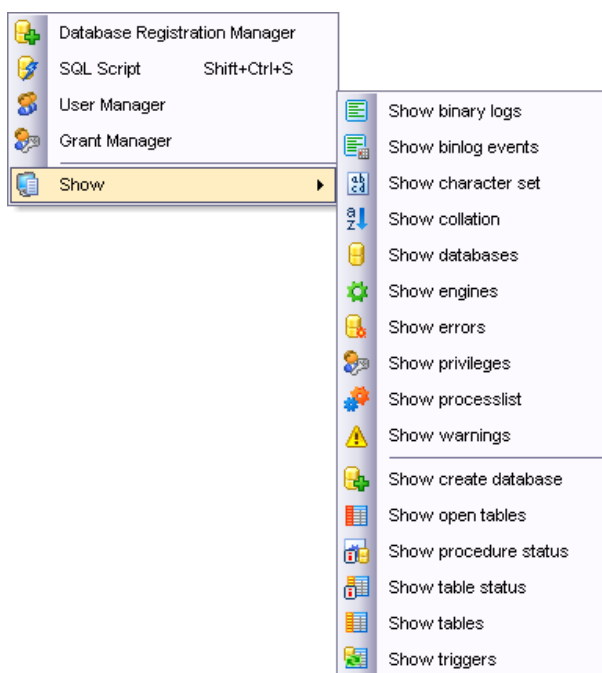 Database Registration Manager
SQL Script Shift+Ctrl+S
User Manager
Grant Manager
Show
Show binary logs
Show binlog events
Show character set
Show collation
Show databases
Show engines
Show errors
Show privileges
Show processlist
Show warnings
Show create database
Show open tables
Show procedure status
Show table status
Show tables
Show triggers